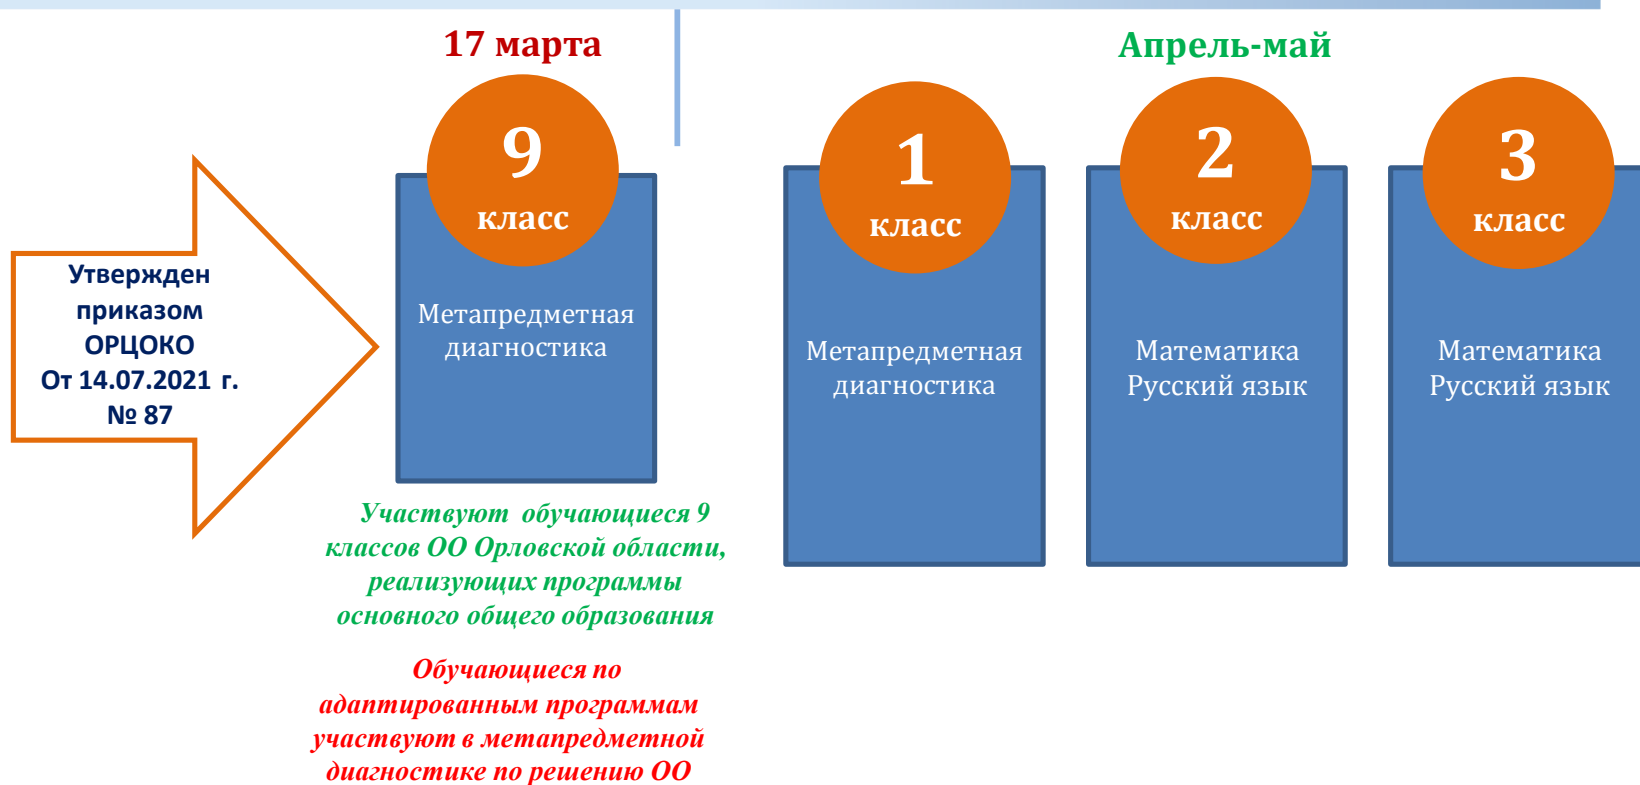 17 марта
Апрель-май
Утвержден
приказом
ОРЦОКО
От 14.07.2021 г.
№ 87
9
класс
Метапредметная
диагностика
1
класс
Метапредметная
диагностика
2
класс
Математика
Русский язык
3
класс
Математика
Русский язык
Участвуют обучающиеся 9
классов ОО Орловской области,
реализующих программы
основного общего образования
Обучающиеся по
адаптированным программам
участвуют в метапредметной
диагностике по решению ОО